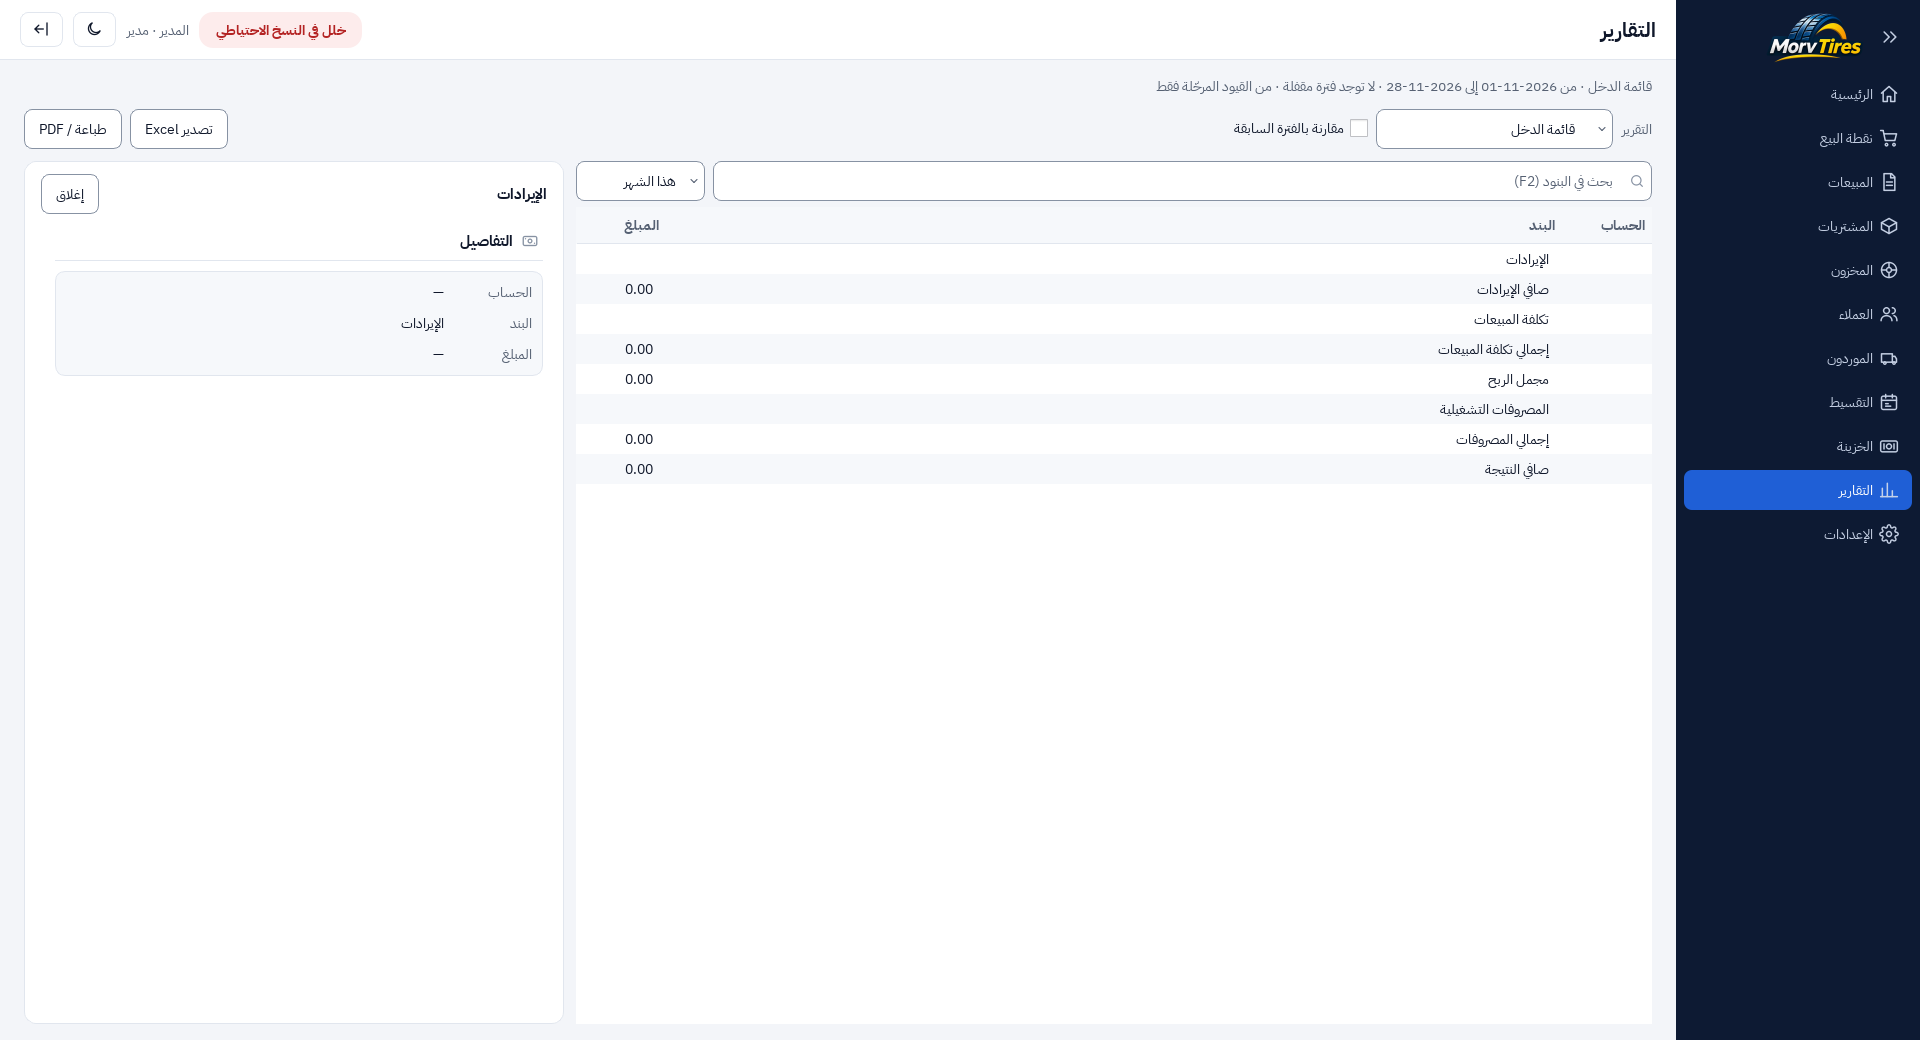 Morv Tires
الرئيسية
نقطة البيع
المبيعات
المشتريات
المخزون
العملاء
الموردون
التقسيط
الخزينة
التقارير
الإعدادات
التقارير
خلل في النسخ الاحتياطي
المدير · مدير
قائمة الدخل · من 2026-11-01 إلى 2026-11-28 · لا توجد فترة مقفلة · من القيود المرحّلة فقط
التقرير
قائمة الدخل
مقارنة بالفترة السابقة
تصدير Excel
طباعة / PDF
بحث في البنود (F2)
هذا الشهر
الحساب البند المبلغ
الإيرادات
صافي الإيرادات 0.00
تكلفة المبيعات
إجمالي تكلفة المبيعات 0.00
مجمل الربح 0.00
المصروفات التشغيلية
إجمالي المصروفات 0.00
صافي النتيجة 0.00
الإيرادات
إغلاق
التفاصيل
الحساب —
البند الإيرادات
المبلغ —